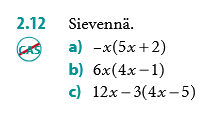 2.12 Sievennä.
CAS a) –x(5x + 2)
b) 6x(4x – 1)
c) 12x – 3(4x – 5)